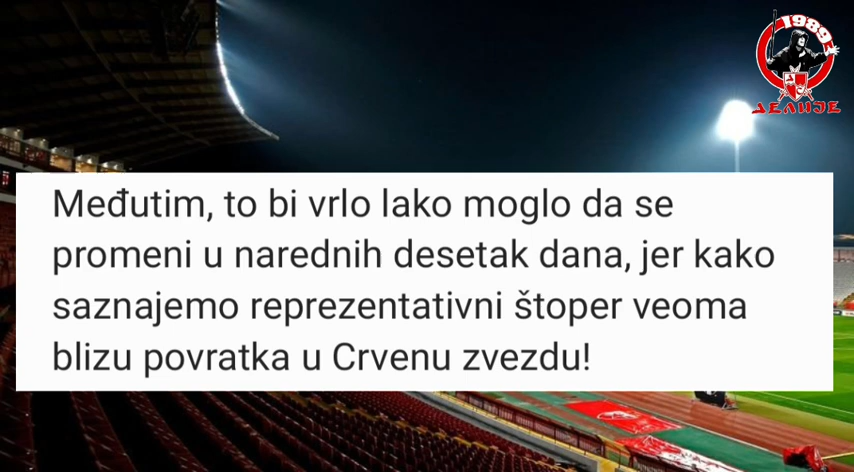 1989
ДЕЛИЈЕ
Međutim, to bi vrlo lako moglo da se
promeni u narednih desetak dana, jer kako
saznajemo reprezentativni štoper veoma
blizu povratka u Crvenu zvezdu!